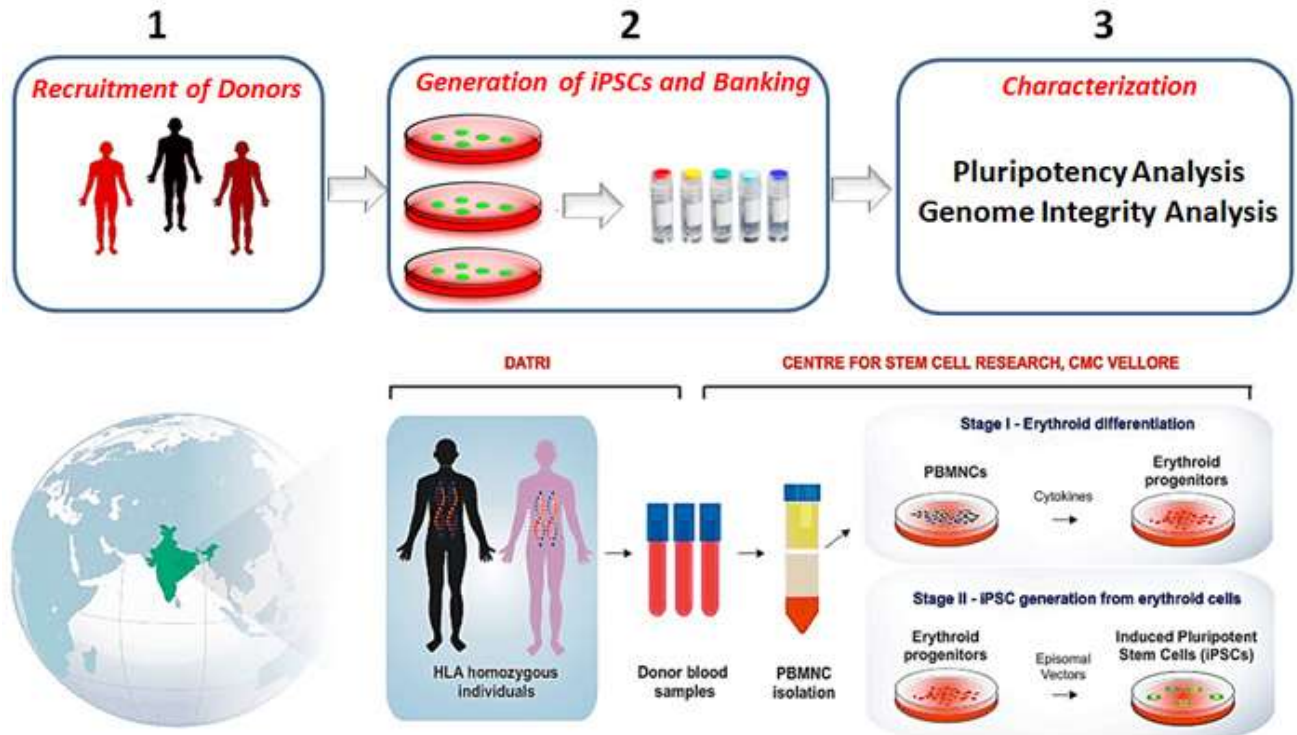 1
2
3
Recruitment of Donors
Generation of iPSCs and Banking
Characterization
Pluripotency Analysis
Genome Integrity Analysis
DATRI
CENTRE FOR STEM CELL RESEARCH, CMC VELLORE
HLA homozygous
individuals
Donor blood
samples
PBMNC
isolation
Stage I - Erythroid differentiation
PBMNCs
Cytokines
Erythroid
progenitors
Stage II - iPSC generation from erythroid cells
Erythroid
progenitors
Episomal
Vectors
Induced Pluripotent
Stem Cells (iPSCs)